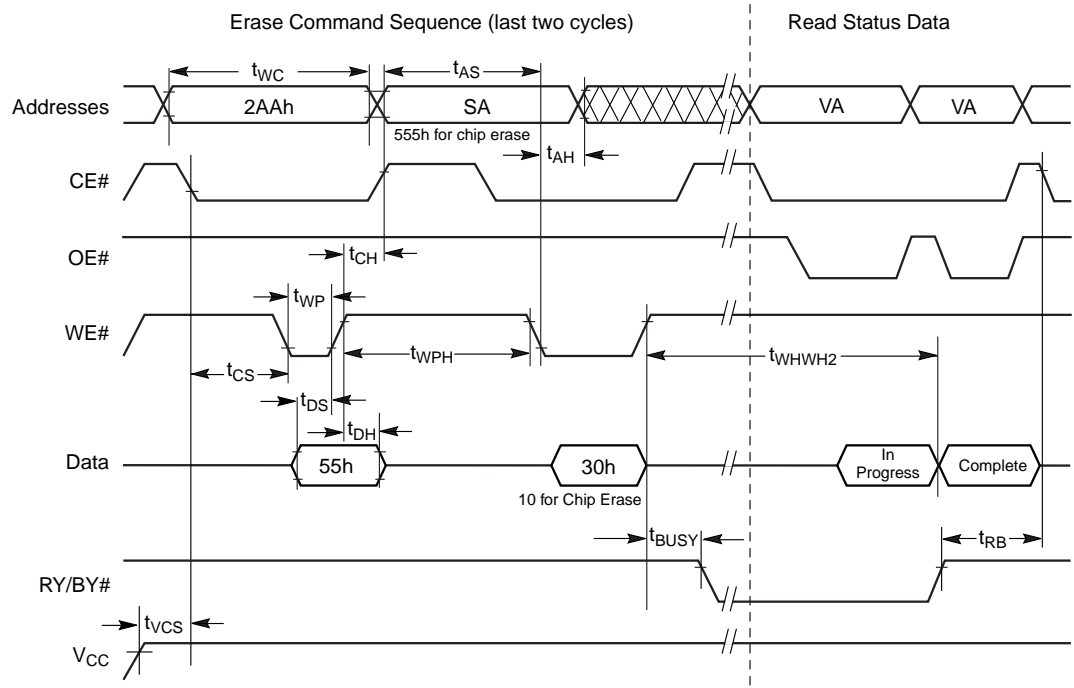 Erase Command Sequence (last two cycles)
Read Status Data
tWC
tAS
Addresses
2AAh
SA
VA
VA
555h for chip erase
tAH
CE#
OE#
tCH
tWP
WE#
tWPH
tWHWH2
tCS
tDS
tDH
Data
55h
30h
In
Progress
Complete
10 for Chip Erase
tBUSY
tRB
RY/BY#
tVCS
VCC